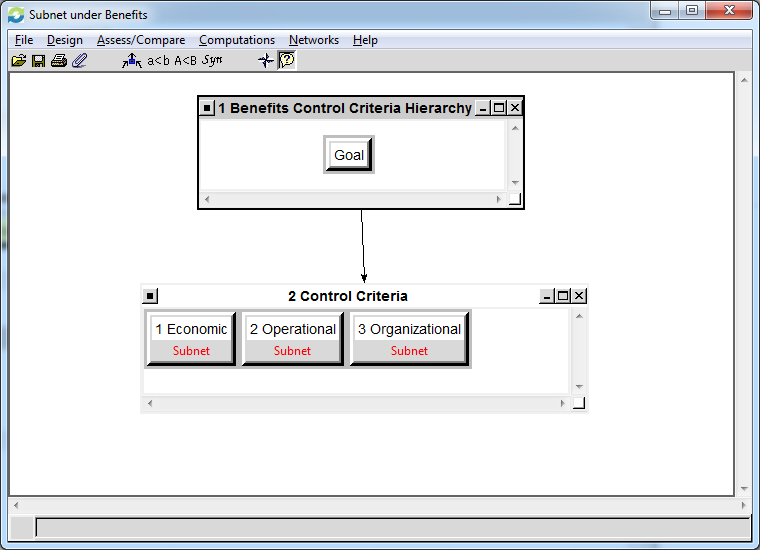 Subnet under Benefits
File Design Assess/Compare Computations Networks Help
a<b A<B Syn
1 Benefits Control Criteria Hierarchy
Goal
2 Control Criteria
1 Economic 2 Operational 3 Organizational
Subnet Subnet Subnet